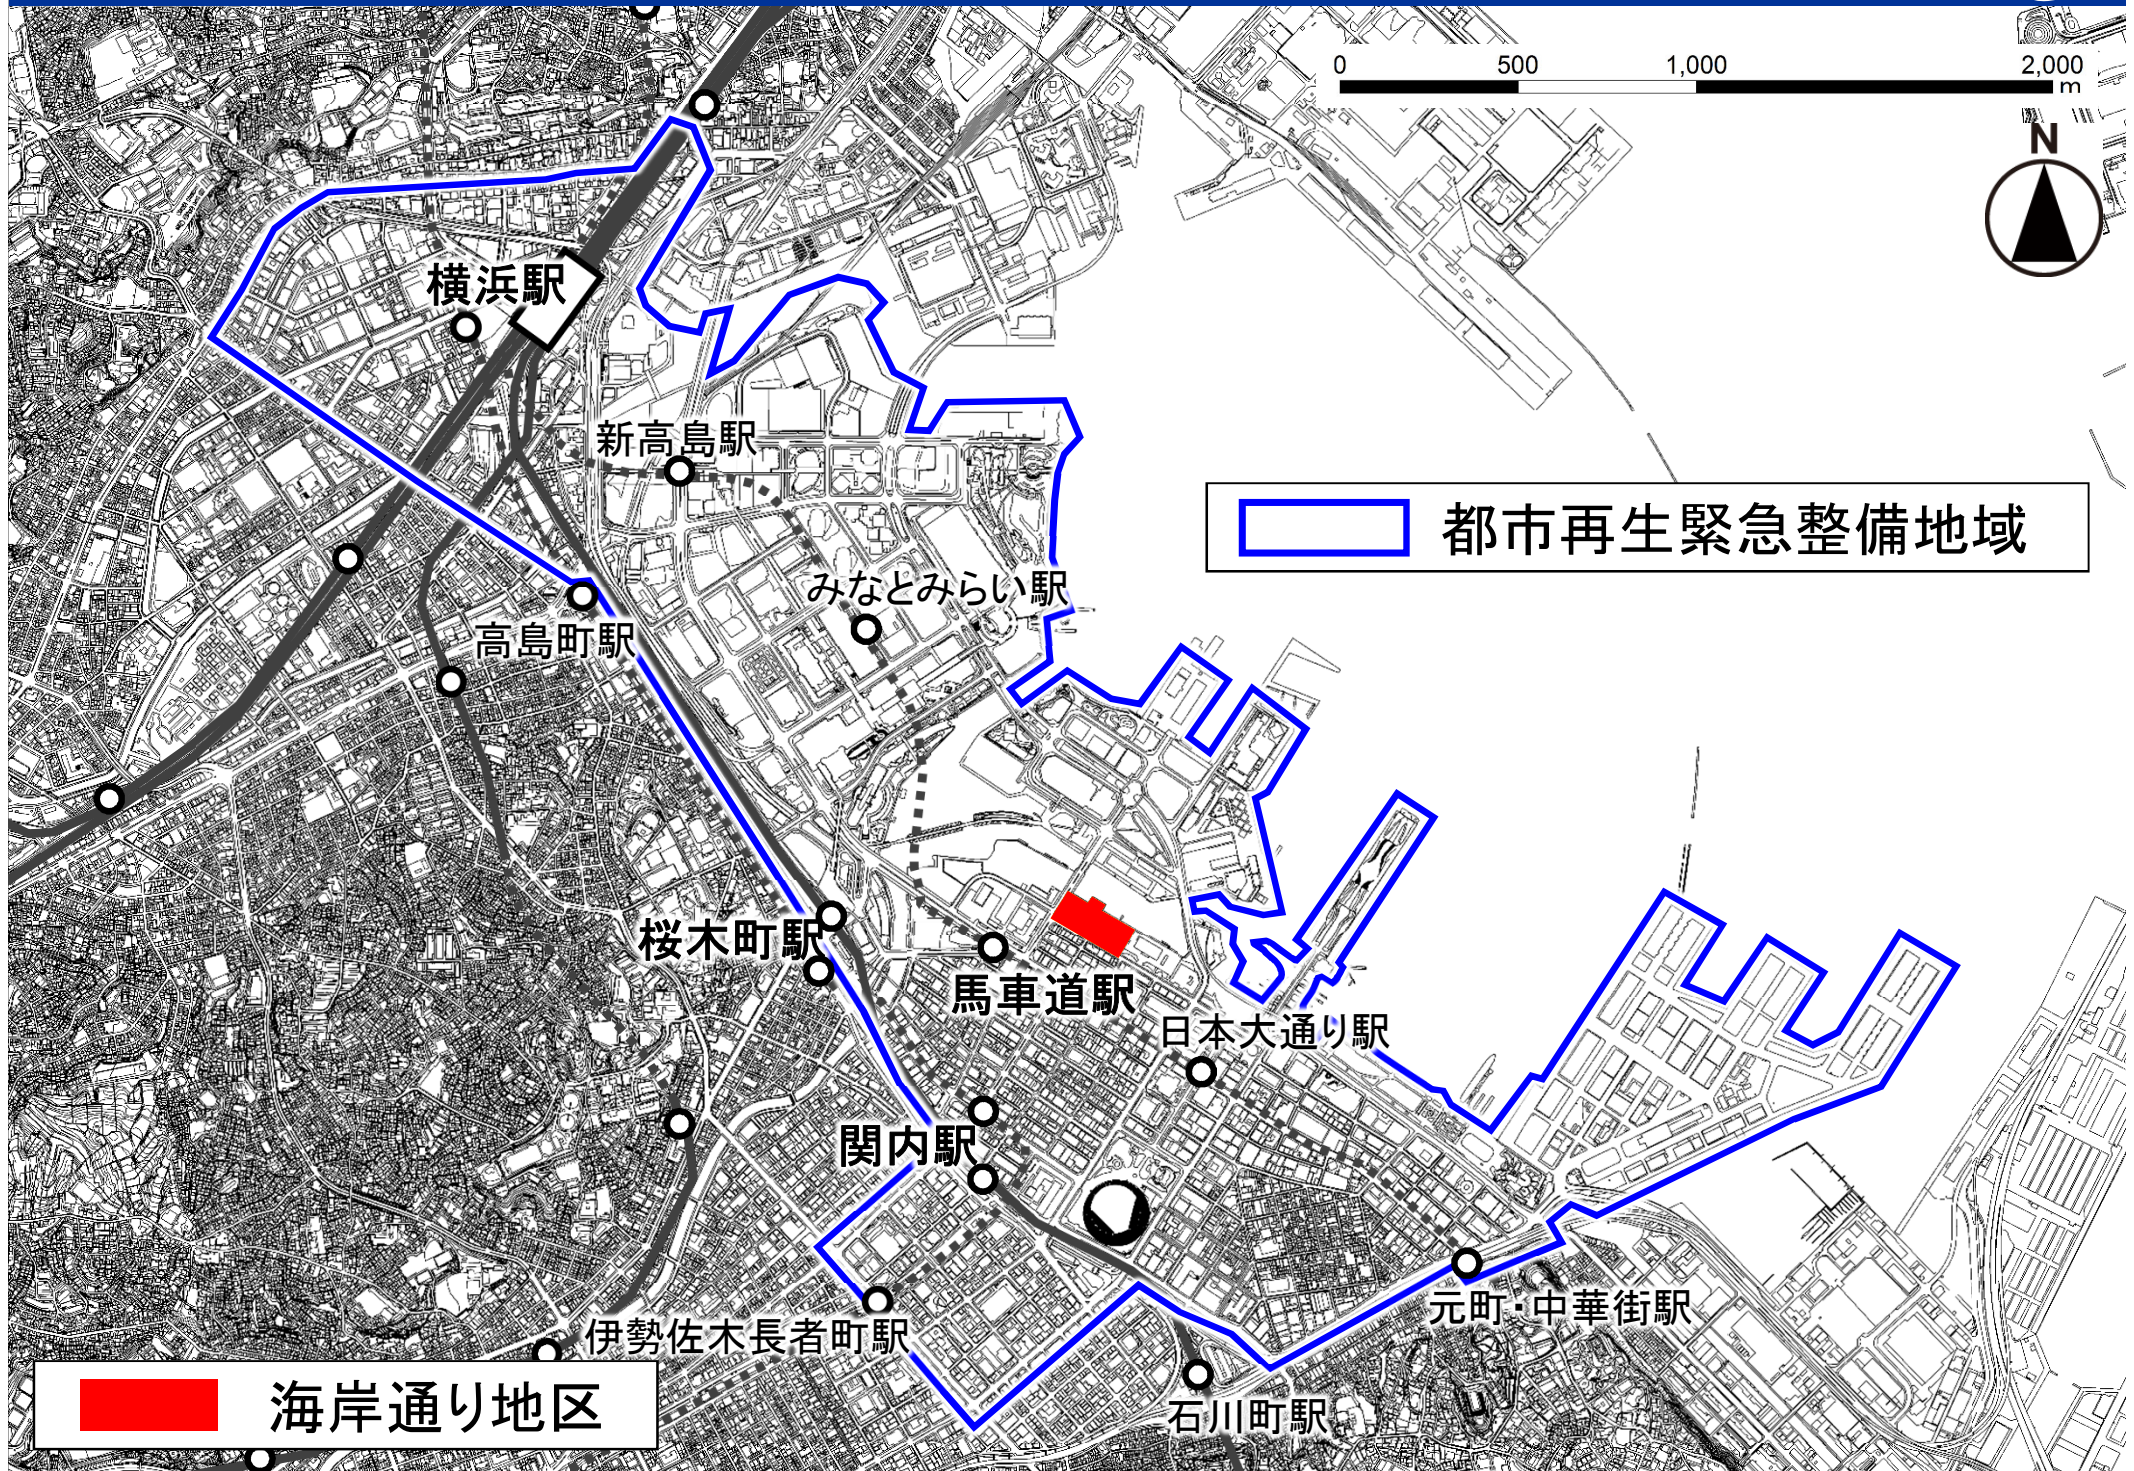 0 500 1,000 2,000
m
N
横浜駅
新高島駅
都市再生緊急整備地域
みなとみらい駅
高島町駅
桜木町駅
馬車道駅
日本大通り駅
関内駅
元町・中華街駅
伊勢佐木長者町駅
海岸通り地区
石川町駅